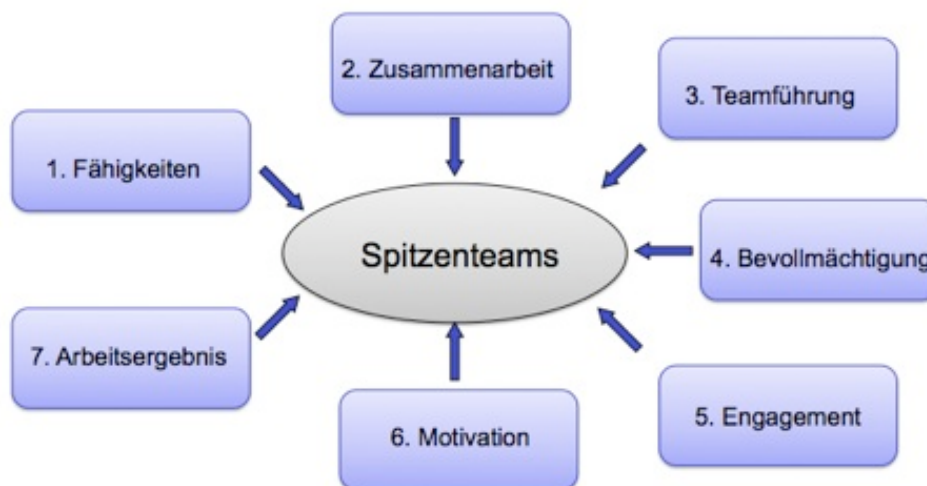 1. Fähigkeiten
2. Zusammenarbeit
3. Teamführung
4. Bevollmächtigung
5. Engagement
6. Motivation
7. Arbeitsergebnis
Spitzenteams